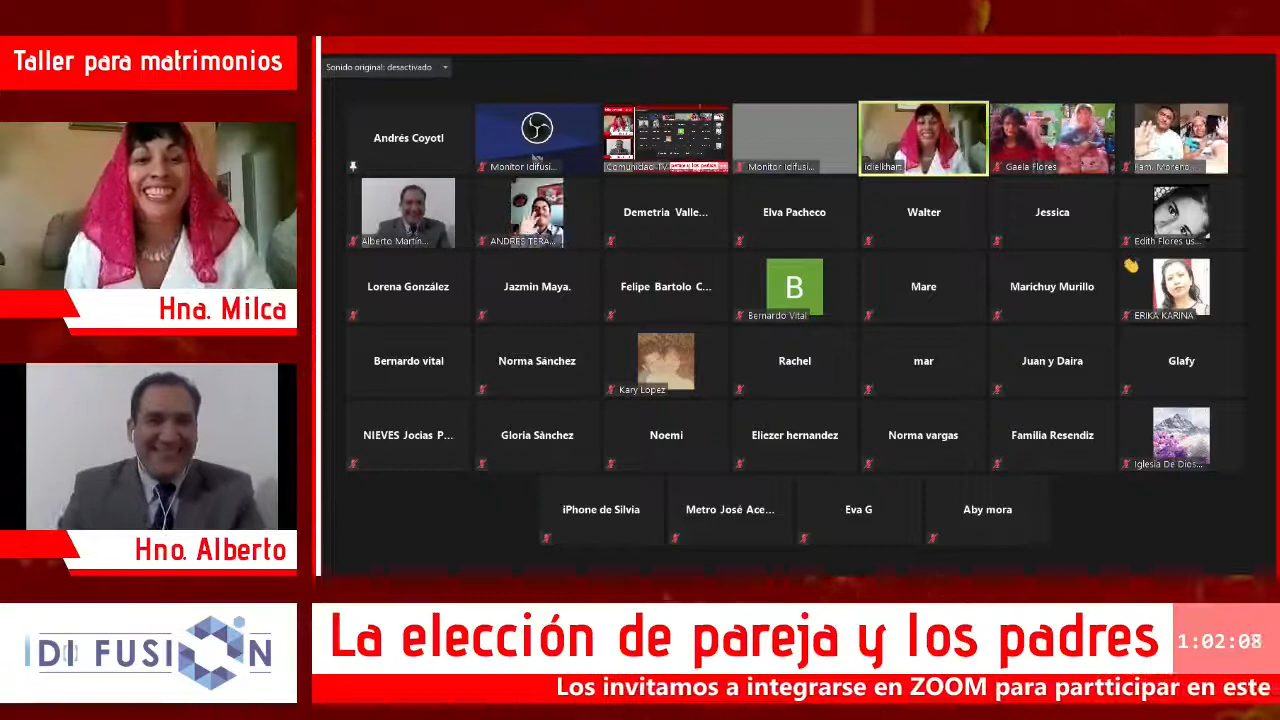 Taller para matrimonios
Hna. Milca
Hno. Alberto
IDIFUSIÓN
Sonido original: desactivado
Andrés Coyotl
Monitor Idifusi...
Comunidad TV
Monitor idifusi...
idielkham
Gaela Flores
Fam. Moreno...
Alberto Martín...
ANDRES TERA...
Demetria Valle...
Elva Pacheco
Walter
Jessica
Edith Flores us...
Lorena González
Jazmin Maya.
Felipe Bartolo C...
B
Bernardo Vital
Mare
Marichuy Murillo
ERIKA KARINA
Bernardo vital
Norma Sánchez
Kary Lopez
Rachel
mar
Juan y Daira
Glafy
NIEVES Jocias P...
Gloria Sànchez
Noemi
Eliezer hernandez
Norma vargas
Familia Resendiz
Iglesia De Dios...
iPhone de Silvia
Metro José Ace...
Eva G
Aby mora
La elección de pareja y los padres
1:02:08
Los invitamos a integrarse en ZOOM para partticipar en este